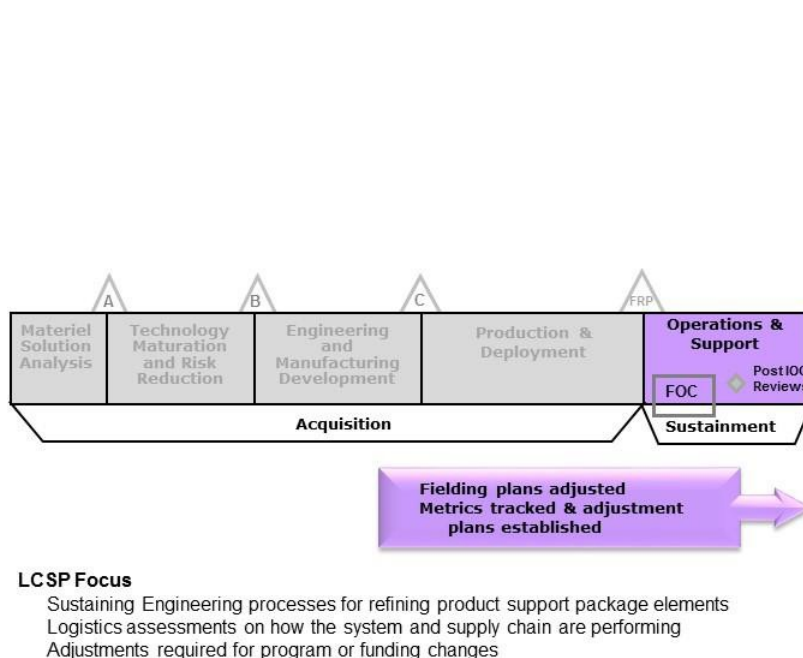 A
B
C
FRP
Materiel
Solution
Analysis
Technology
Maturation
and Risk
Reduction
Engineering
and
Manufacturing
Development
Production &
Deployment
Operations &
Support
FOC
Post IOC
Reviews
Acquisition
Sustainment
Fielding plans adjusted
Metrics tracked & adjustment
plans established
LCSP Focus
Sustaining Engineering processes for refining product support package elements
Logistics assessments on how the system and supply chain are performing
Adjustments required for program or funding changes